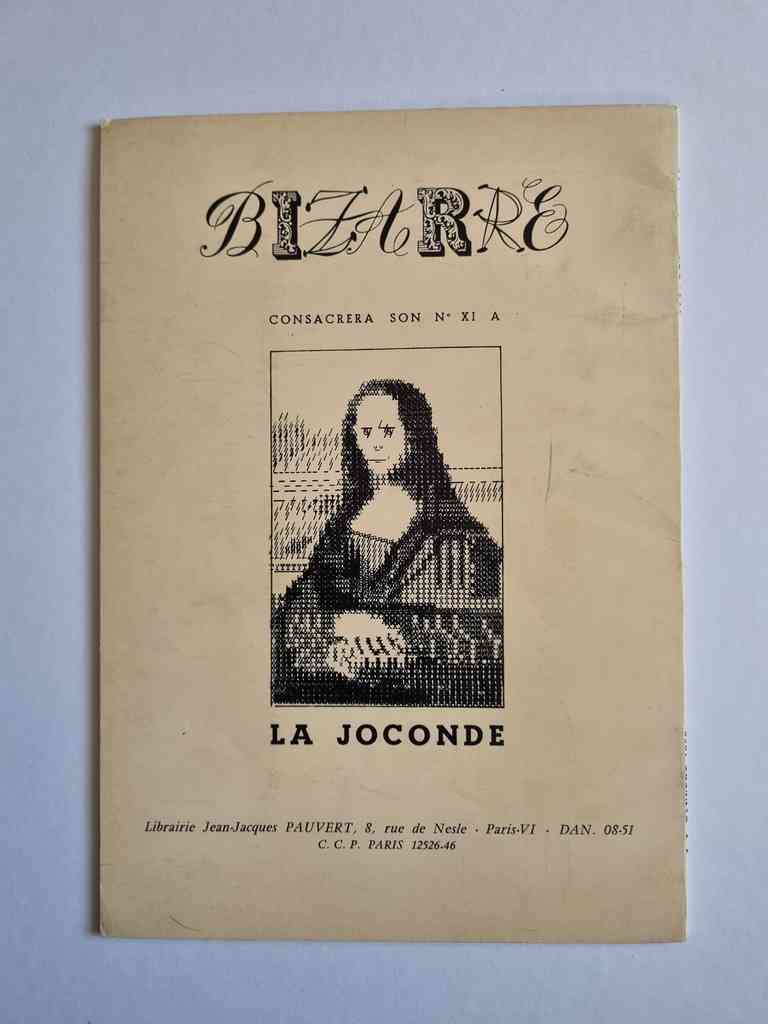 BIZARRE
CONSACRERA SON N° XI A
LA JOCONDE
Librairie Jean-Jacques PAUVERT, 8, rue de Nesle - Paris-VI - DAN. 08-51
C. C. P. PARIS 12526-46